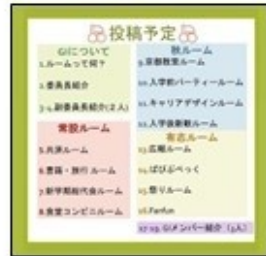 投稿予定
GIについて
1.ルームって何?
2.委員長紹介
3-4.副委員長紹介(2人)
常設ルーム
5.共済ルーム
6.書籍・旅行ルーム
7.新学期総代会ルーム
8.食堂コンビニルーム
秋ルーム
9.京都教室ルーム
10.入学前パーティールーム
11.キャリアデザインルーム
12.入学後新歓ルーム
有志ルーム
13.広報ルーム
14.ぱぴぷぺっく
15.祭りルーム
16.Fanfun
17-19.GIメンバー紹介(3人)